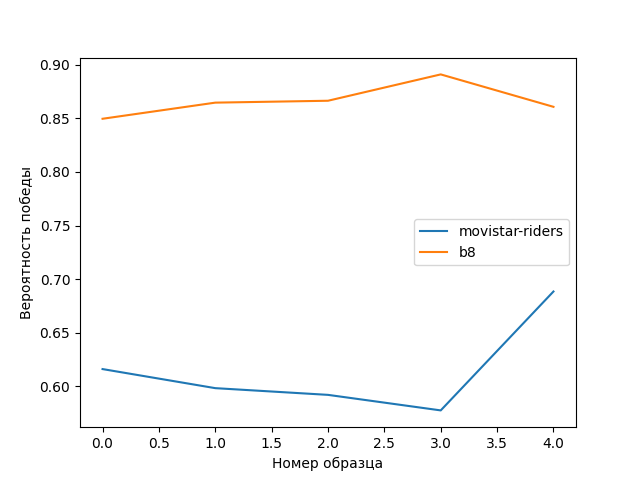 0.90
0.85
0.80
0.75
0.70
0.65
0.60
Вероятность победы
movistar-riders
b8
0.0 0.5 1.0 1.5 2.0 2.5 3.0 3.5 4.0
Номер образца